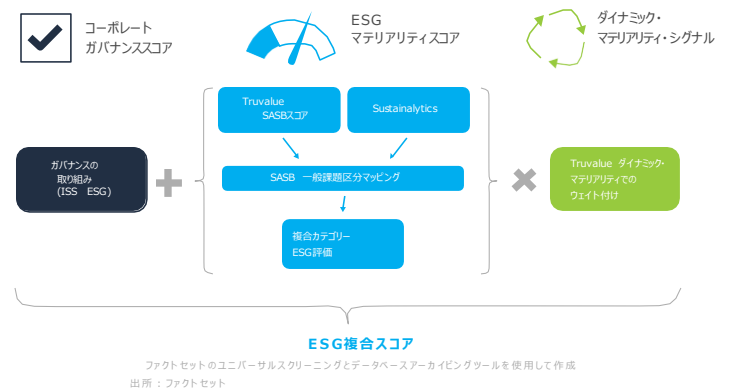 コーポレート
ガバナンススコア
ESG
マテリアリティスコア
ダイナミック・
マテリアリティ・シグナル
ガバナンスの
取り組み
(ISS ESG)
Truvalue
SASBスコア
Sustainalytics
SASB 一般課題区分マッピング
複合カテゴリー
ESG評価
Truvalue ダイナミック・
マテリアリティでの
ウェイト付け
ESG複合スコア
ファクトセットのユニバーサルスクリーニングとデータベースアーカイビングツールを使用して作成
出所：ファクトセット